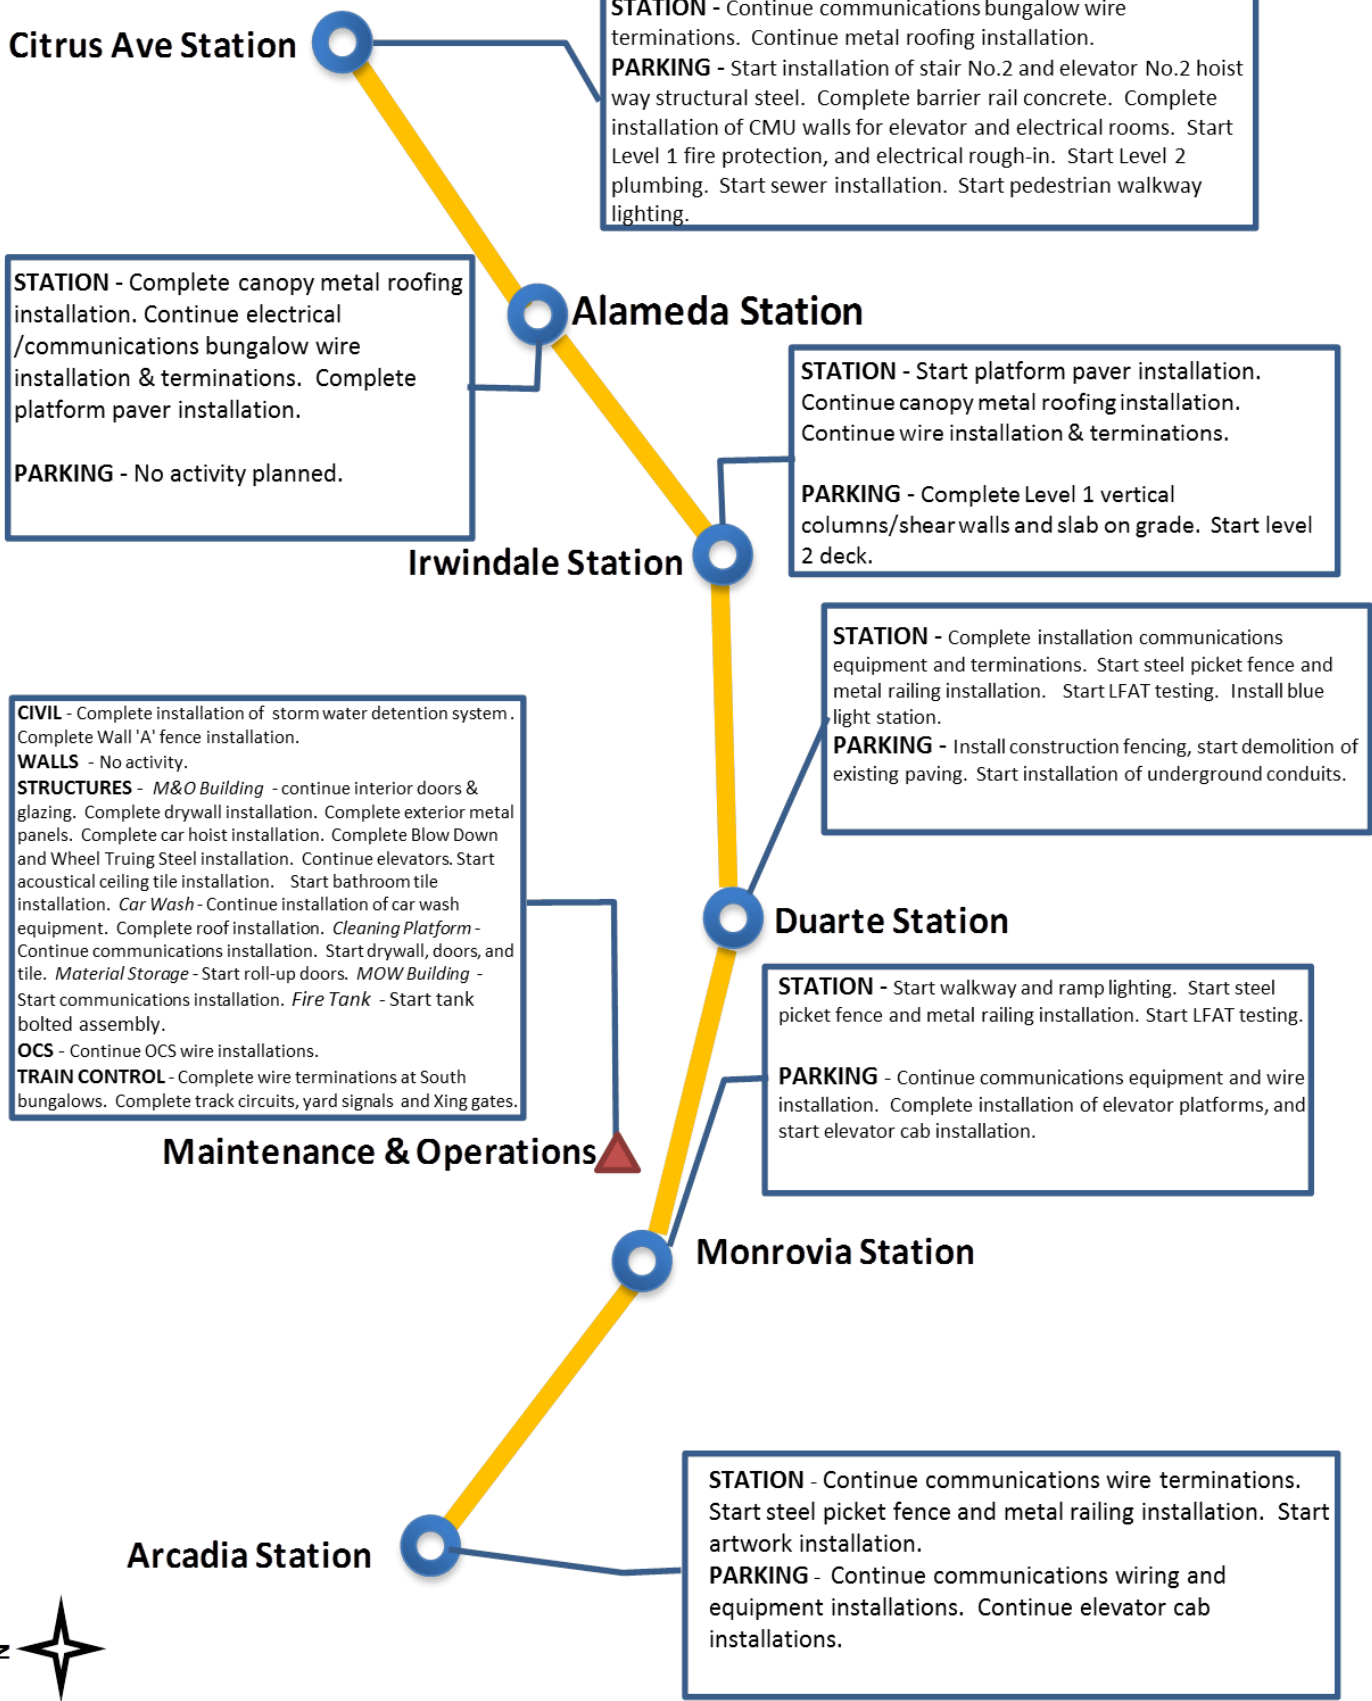 STATION - Continue communications bungalow wire
terminations. Continue metal roofing installation.
PARKING - Start installation of stair No.2 and elevator No.2 hoist
way structural steel. Complete barrier rail concrete. Complete
installation of CMU walls for elevator and electrical rooms. Start
Level 1 fire protection, and electrical rough-in. Start Level 2
plumbing. Start sewer installation. Start pedestrian walkway
lighting.
Citrus Ave Station
STATION - Complete canopy metal roofing
installation. Continue electrical
/communications bungalow wire
installation & terminations. Complete
platform paver installation.
PARKING - No activity planned.
Alameda Station
STATION - Start platform paver installation.
Continue canopy metal roofing installation.
Continue wire installation & terminations.
PARKING - Complete Level 1 vertical
columns/shear walls and slab on grade. Start level
2 deck.
Irwindale Station
STATION - Complete installation communications
equipment and terminations. Start steel picket fence and
metal railing installation. Start LFAT testing. Install blue
light station.
PARKING - Install construction fencing, start demolition of
existing paving. Start installation of underground conduits.
CIVIL - Complete installation of storm water detention system.
Complete Wall 'A' fence installation.
WALLS - No activity.
STRUCTURES - M&O Building - continue interior doors &
glazing. Complete drywall installation. Complete exterior metal
panels. Complete car hoist installation. Complete Blow Down
and Wheel Truing Steel installation. Continue elevators. Start
acoustical ceiling tile installation. Start bathroom tile
installation. Car Wash - Continue installation of car wash
equipment. Complete roof installation. Cleaning Platform -
Continue communications installation. Start drywall, doors, and
tile. Material Storage - Start roll-up doors. MOW Building -
Start communications installation. Fire Tank - Start tank
bolted assembly.
OCS - Continue OCS wire installations.
TRAIN CONTROL - Complete wire terminations at South
bungalows. Complete track circuits, yard signals and Xing gates.
Duarte Station
STATION - Start walkway and ramp lighting. Start steel
picket fence and metal railing installation. Start LFAT testing.
PARKING - Continue communications equipment and wire
installation. Complete installation of elevator platforms, and
start elevator cab installation.
Maintenance & Operations
Monrovia Station
STATION - Continue communications wire terminations.
Start steel picket fence and metal railing installation. Start
artwork installation.
PARKING - Continue communications wiring and
equipment installations. Continue elevator cab
installations.
Arcadia Station
N